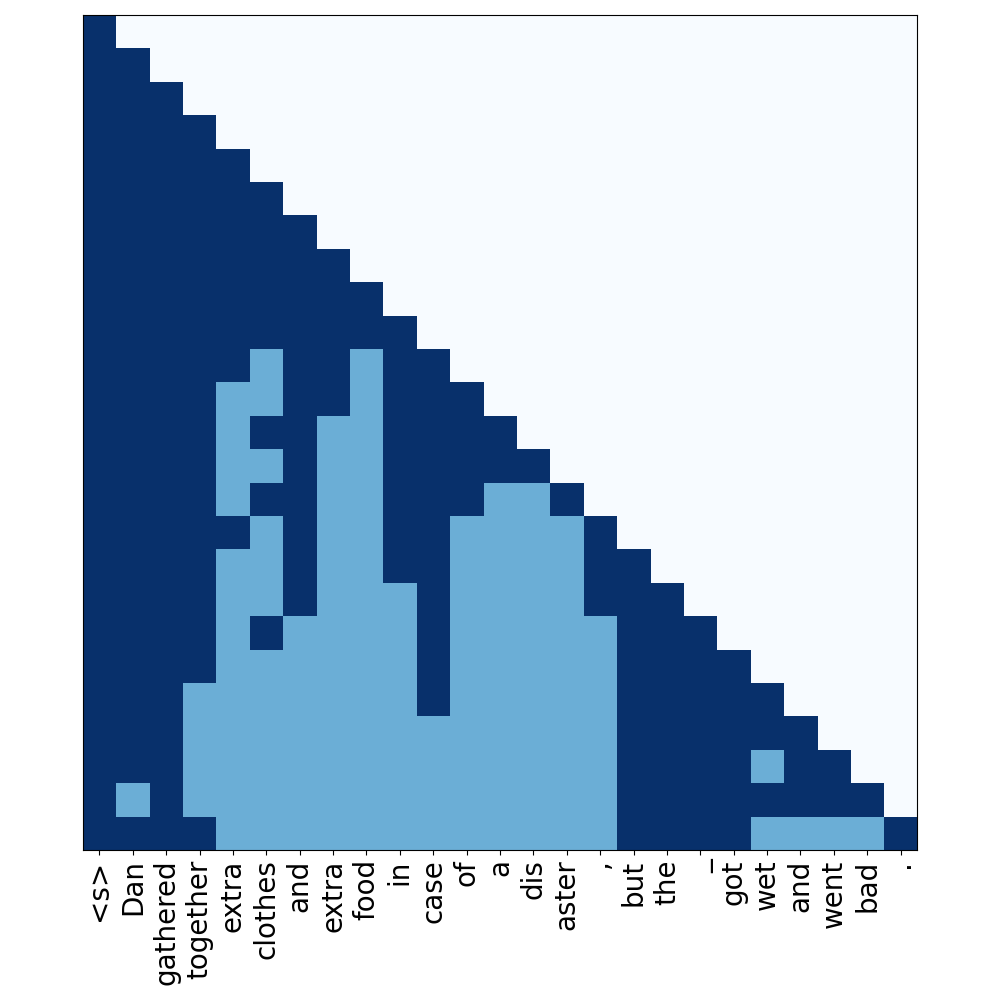 <s> Dan gathered together extra clothes and extra food in case of a dis aster , but the _ got wet and went bad .